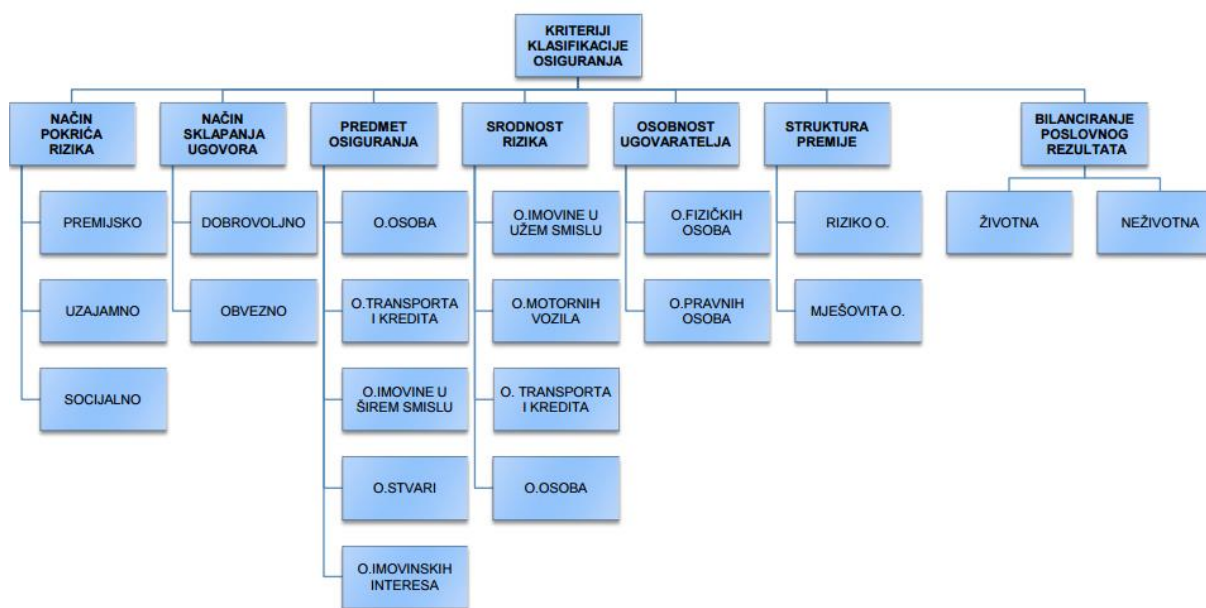 KRITERIJI
KLASIFIKACIJE
OSIGURANJA
NAČIN
POKRIĆA
RIZIKA
PREMIJSKO
UZAJAMNO
SOCIJALNO
NAČIN
SKLAPANJA
UGOVORA
DOBROVOLJNO
OBVEZNO
PREDMET
OSIGURANJA
O.OSOBA
O.TRANSPORTA
I KREDITA
O.IMOVINE U
ŠIREM SMISLU
O.STVARI
O.IMOVINSKIH
INTERESA
SRODNOST
RIZIKA
O.IMOVINE U
UŽEM SMISLU
O.MOTORNIH
VOZILA
O. TRANSPORTA
I KREDITA
O.OSOBA
OSOBNOST
UGOVARATELJA
O.FIZIČKIH
OSOBA
O.PRAVNIH
OSOBA
STRUKTURA
PREMIJE
RIZIKO O.
MJEŠOVITA O.
BILANCIRANJE
POSLOVNOG
REZULTATA
ŽIVOTNA
NEŽIVOTNA